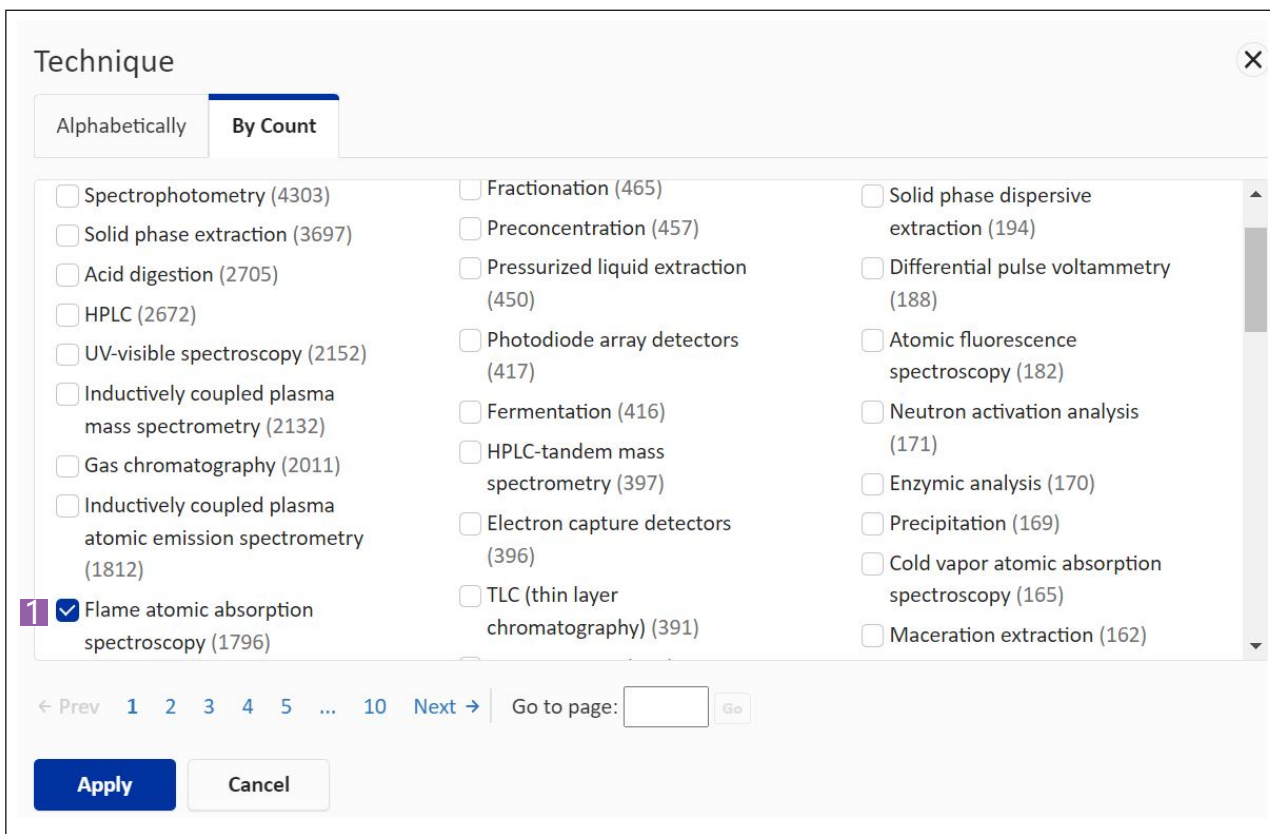 Technique
Alphabetically
By Count
Spectrophotometry (4303)
Solid phase extraction (3697)
Acid digestion (2705)
HPLC (2672)
UV-visible spectroscopy (2152)
Inductively coupled plasma
mass spectrometry (2132)
Gas chromatography (2011)
Inductively coupled plasma
atomic emission spectrometry
(1812)
1
Flame atomic absorption
spectroscopy (1796)
Fractionation (465)
Preconcentration (457)
Pressurized liquid extraction
(450)
Photodiode array detectors
(417)
Fermentation (416)
HPLC-tandem mass
spectrometry (397)
Electron capture detectors
(396)
TLC (thin layer
chromatography) (391)
Solid phase dispersive
extraction (194)
Differential pulse voltammetry
(188)
Atomic fluorescence
spectroscopy (182)
Neutron activation analysis
(171)
Enzymic analysis (170)
Precipitation (169)
Cold vapor atomic absorption
spectroscopy (165)
Maceration extraction (162)
← Prev 1 2 3 4 5 ... 10 Next → Go to page: Go
Apply
Cancel